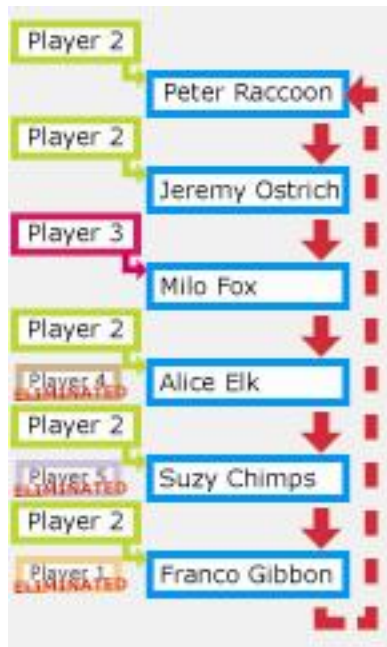 Player 2
Peter Raccoon
Player 2
Jeremy Ostrich
Player 3
Milo Fox
Player 2
Player 4
ELIMINATED
Alice Elk
Player 2
Player 5
ELIMINATED
Suzy Chimps
Player 2
Player 1
ELIMINATED
Franco Gibbon